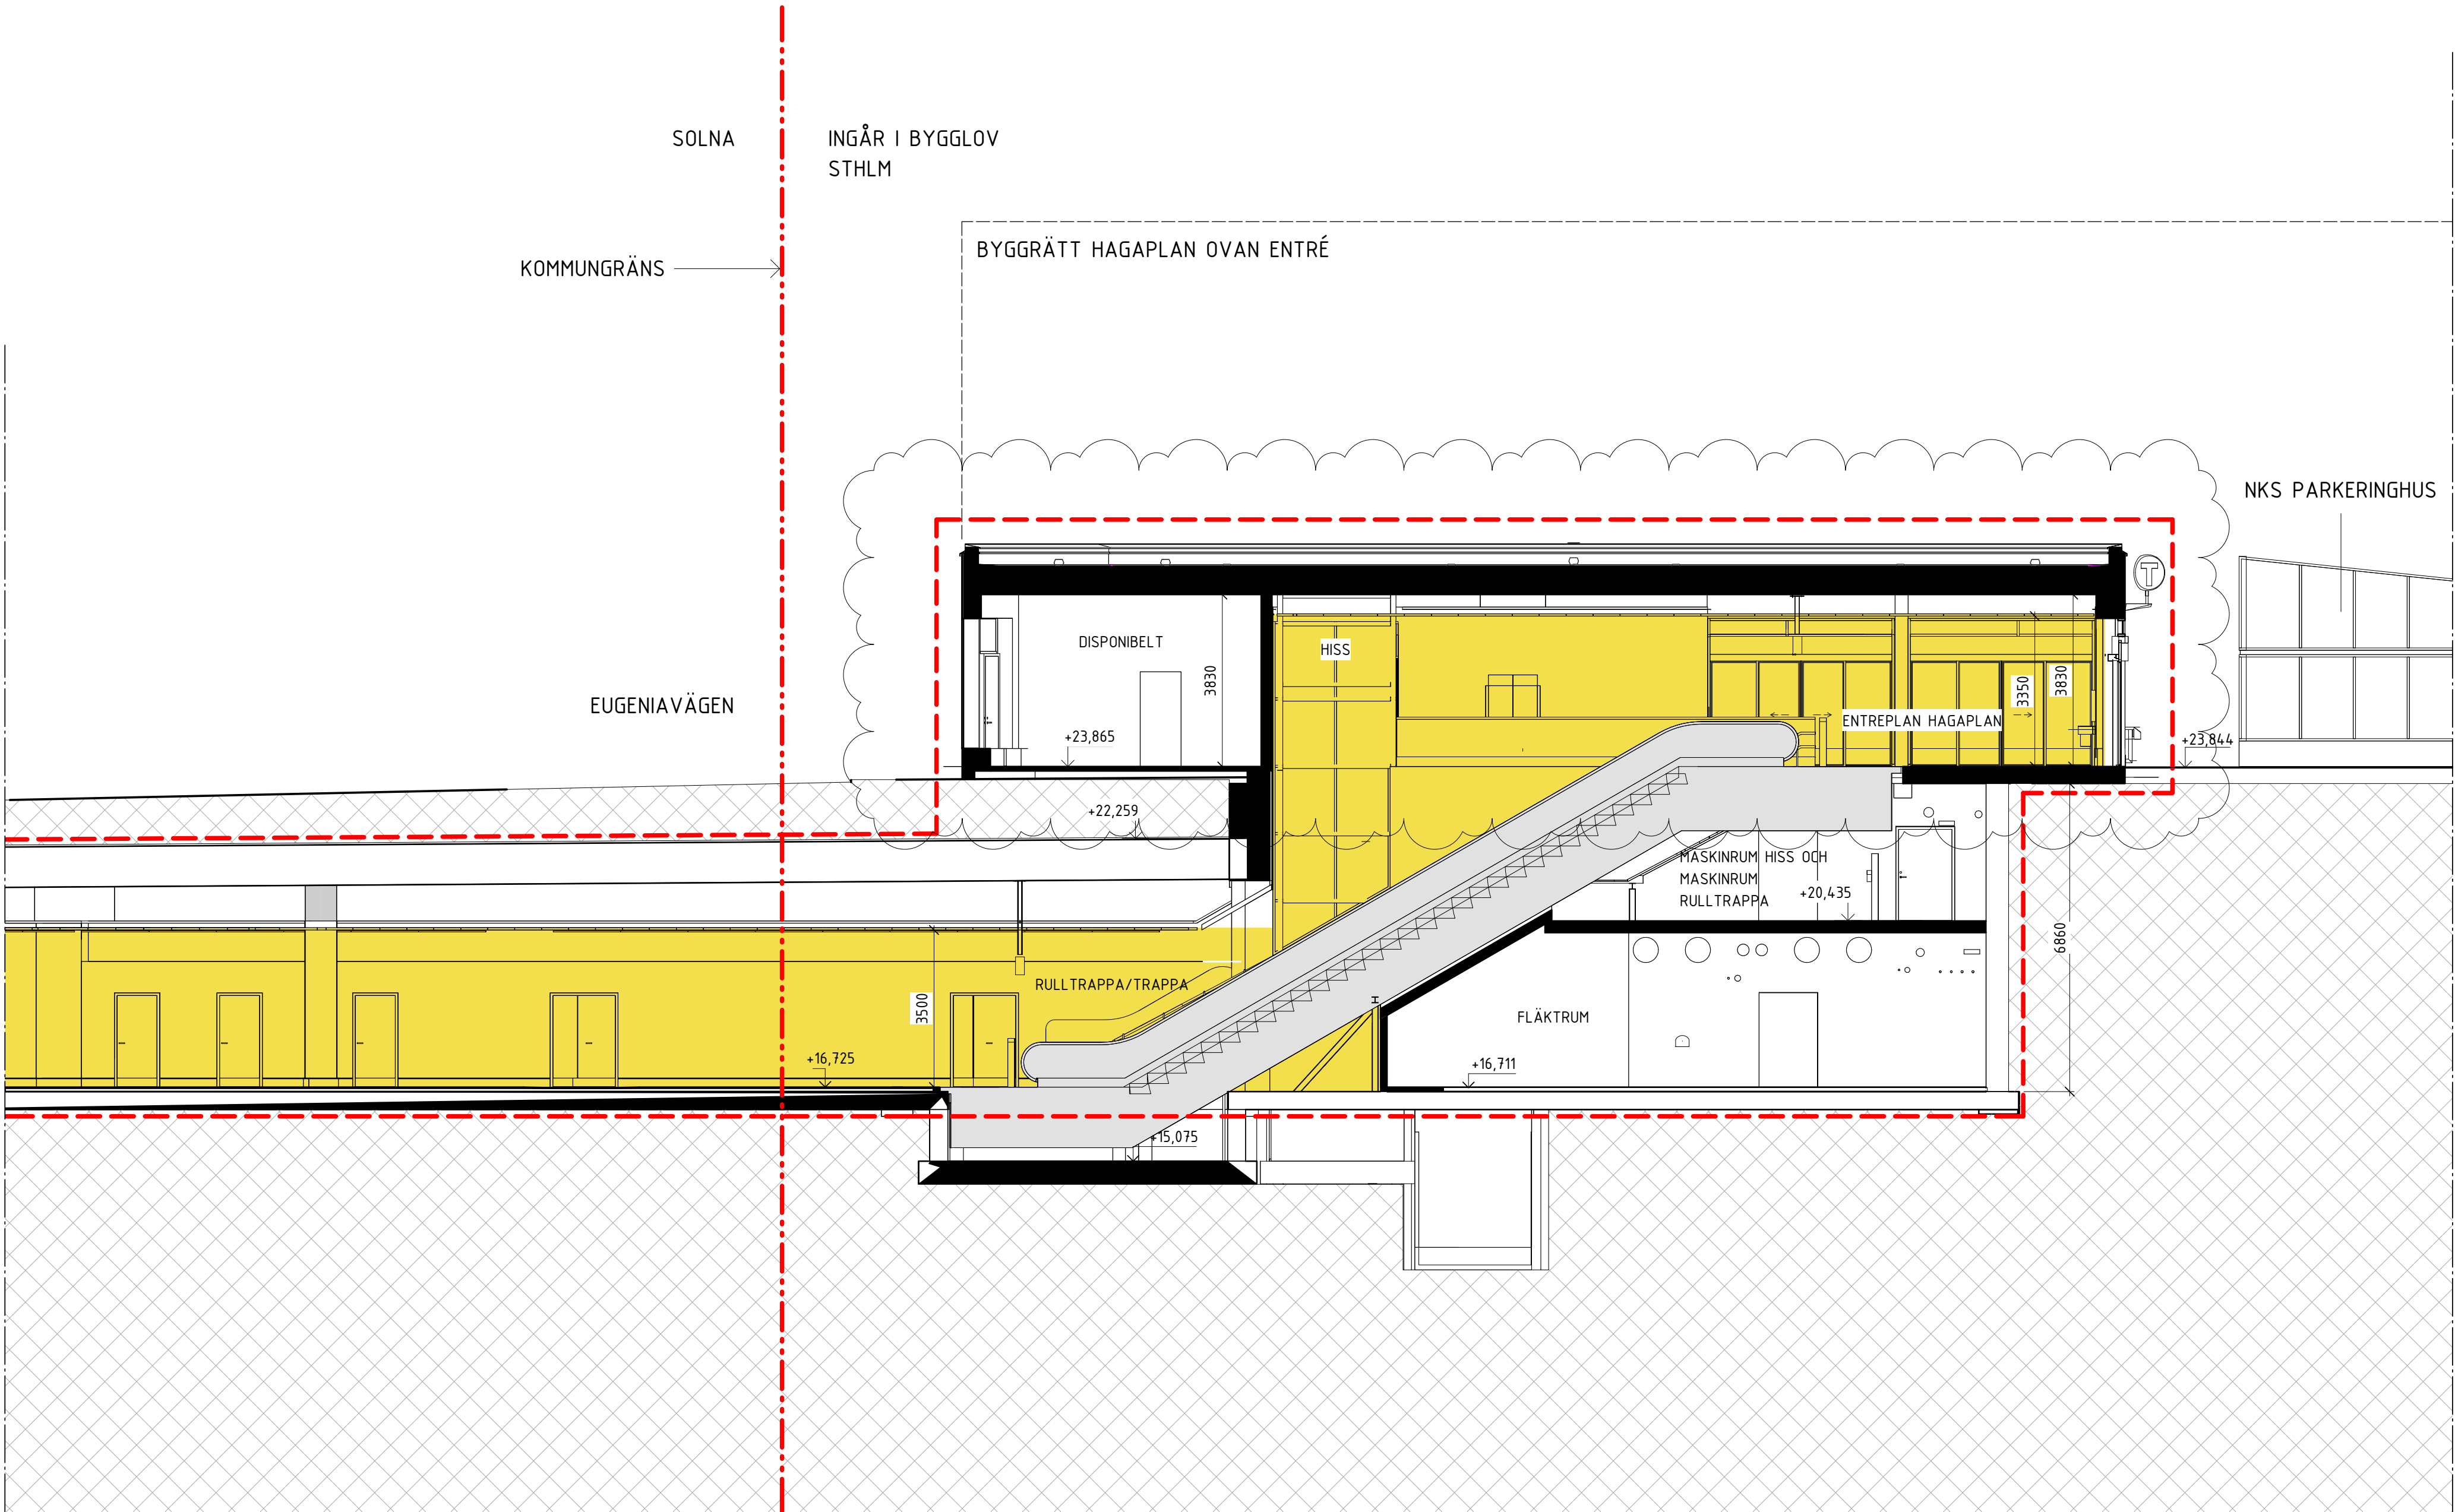 SOLNA
INGÅR I BYGGLOV
STHLM
BYGGRÄTT HAGAPLAN OVAN ENTRÉ
KOMMUNGRÄNS
NKS PARKERINGHUS
T
DISPONIBELT
HISS
3830
3350
3830
EUGENIAVÄGEN
ENTREPLAN HAGAPLAN
+23,865
+23,844
+22,259
MASKINRUM HISS OCH
MASKINRUM
RULLTRAPPA
+20,435
6860
RULLTRAPPA/TRAPPA
3500
FLÄKTRUM
+16,725
+16,711
+15,075